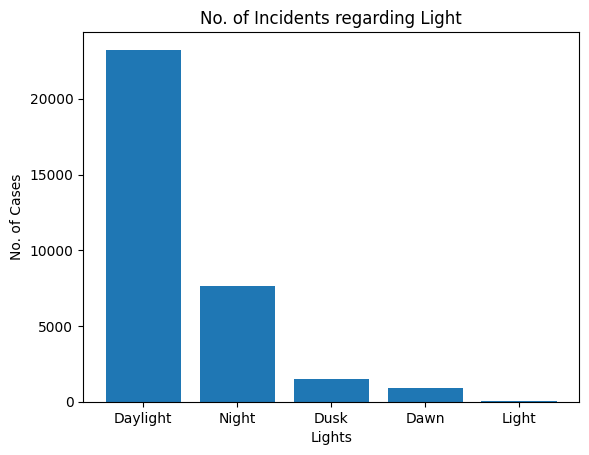 No. of Incidents regarding Light
No. of Cases
20000
15000
10000
5000
0
Daylight Night Dusk Dawn Light
Lights